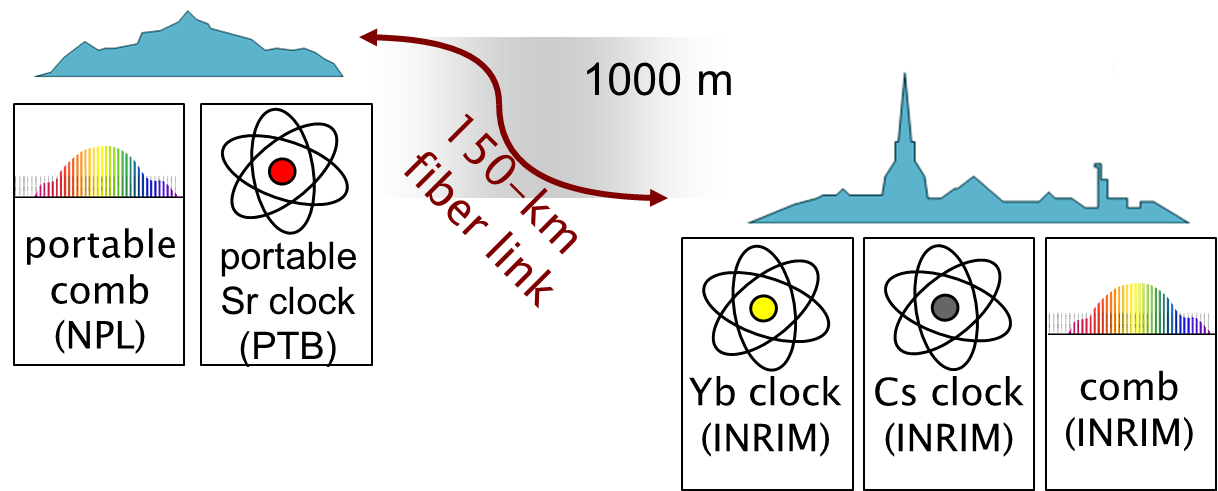 1000 m
150-km
fiber link
portable
comb
(NPL)
portable
Sr clock
(PTB)
Yb clock
(INRIM)
Cs clock
(INRIM)
comb
(INRIM)